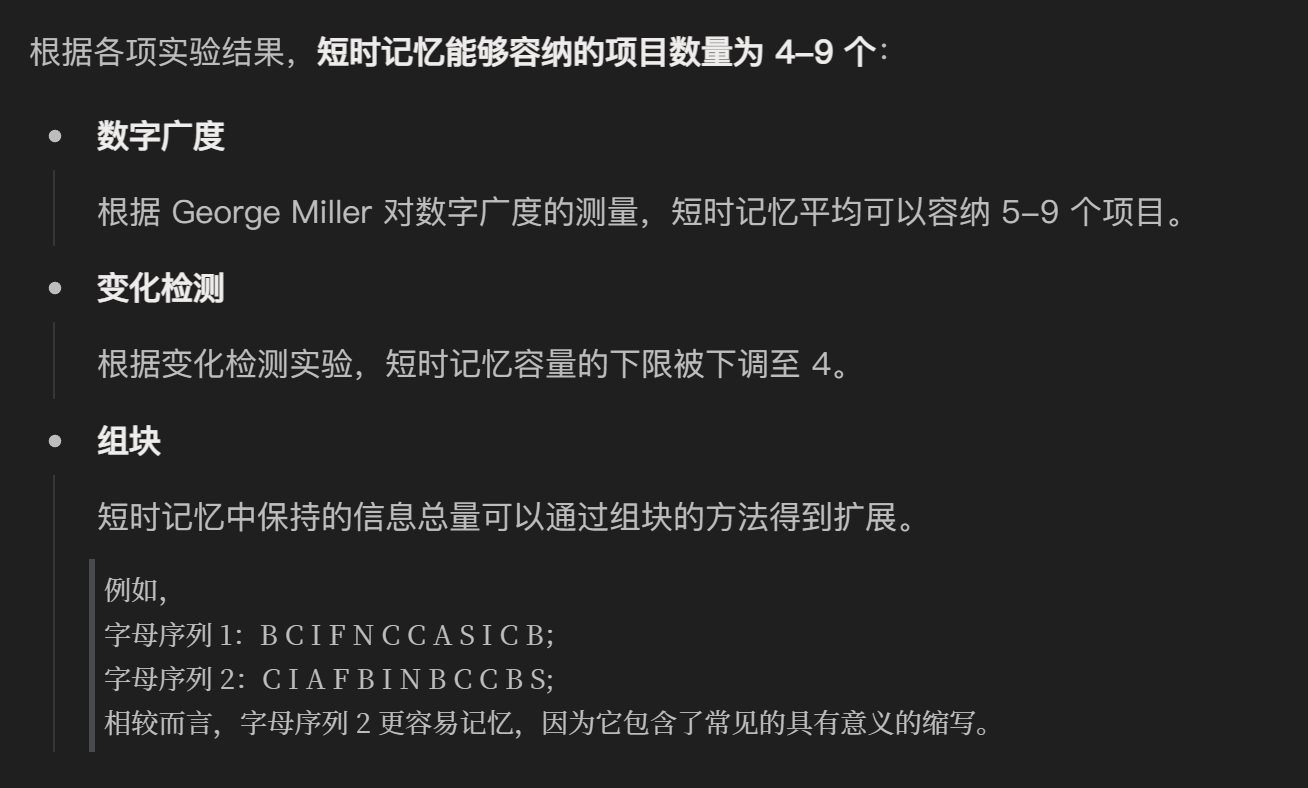 根据各项实验结果，短时记忆能够容纳的项目数量为 4–9 个：
数字广度
根据 George Miller 对数字广度的测量，短时记忆平均可以容纳 5–9 个项目。
变化检测
根据变化检测实验，短时记忆容量的下限被下调至 4。
组块
短时记忆中保持的信息总量可以通过组块的方法得到扩展。
例如，
字母序列 1：B C I F N C C A S I C B;
字母序列 2：C I A F B I N B C C B S;
相较而言，字母序列 2 更容易记忆，因为它包含了常见的具有意义的缩写。